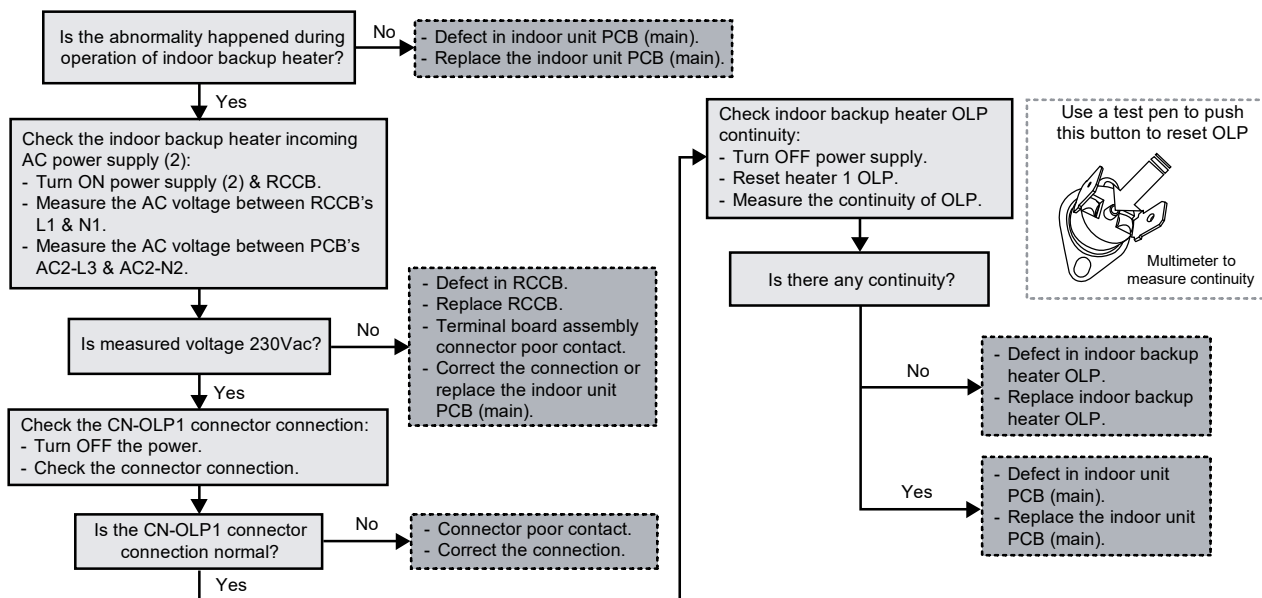 Is the abnormality happened during
operation of indoor backup heater?
No
- Defect in indoor unit PCB (main).
- Replace the indoor unit PCB (main).
Yes
Check the indoor backup heater incoming
AC power supply (2):
- Turn ON power supply (2) & RCCB.
- Measure the AC voltage between RCCB's
L1 & N1.
- Measure the AC voltage between PCB's
AC2-L3 & AC2-N2.
Is measured voltage 230Vac?
No
- Defect in RCCB.
- Replace RCCB.
- Terminal board assembly
connector poor contact.
- Correct the connection or
replace the indoor unit
PCB (main).
Yes
Check the CN-OLP1 connector connection:
- Turn OFF the power.
- Check the connector connection.
Is the CN-OLP1 connector
connection normal?
No
- Connector poor contact.
- Correct the connection.
Yes
Check indoor backup heater OLP
continuity:
- Turn OFF power supply.
- Reset heater 1 OLP.
- Measure the continuity of OLP.
Use a test pen to push
this button to reset OLP
Multimeter to
measure continuity
Is there any continuity?
No
- Defect in indoor backup
heater OLP.
- Replace indoor backup
heater OLP.
Yes
- Defect in indoor unit
PCB (main).
- Replace the indoor unit
PCB (main).